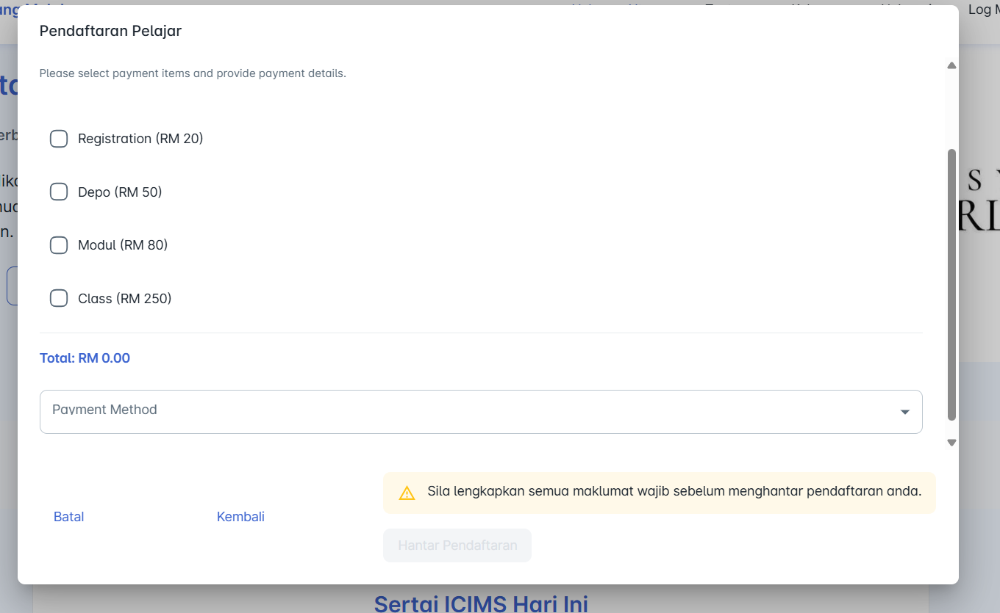 Pendaftaran Pelajar
Please select payment items and provide payment details.
Registration (RM 20)
Depo (RM 50)
Modul (RM 80)
Class (RM 250)
Total: RM 0.00
Payment Method
Sila lengkapkan semua maklumat wajib sebelum menghantar pendaftaran anda.
Batal
Kembali
Hantar Pendaftaran
Sertai ICIMS Hari Ini